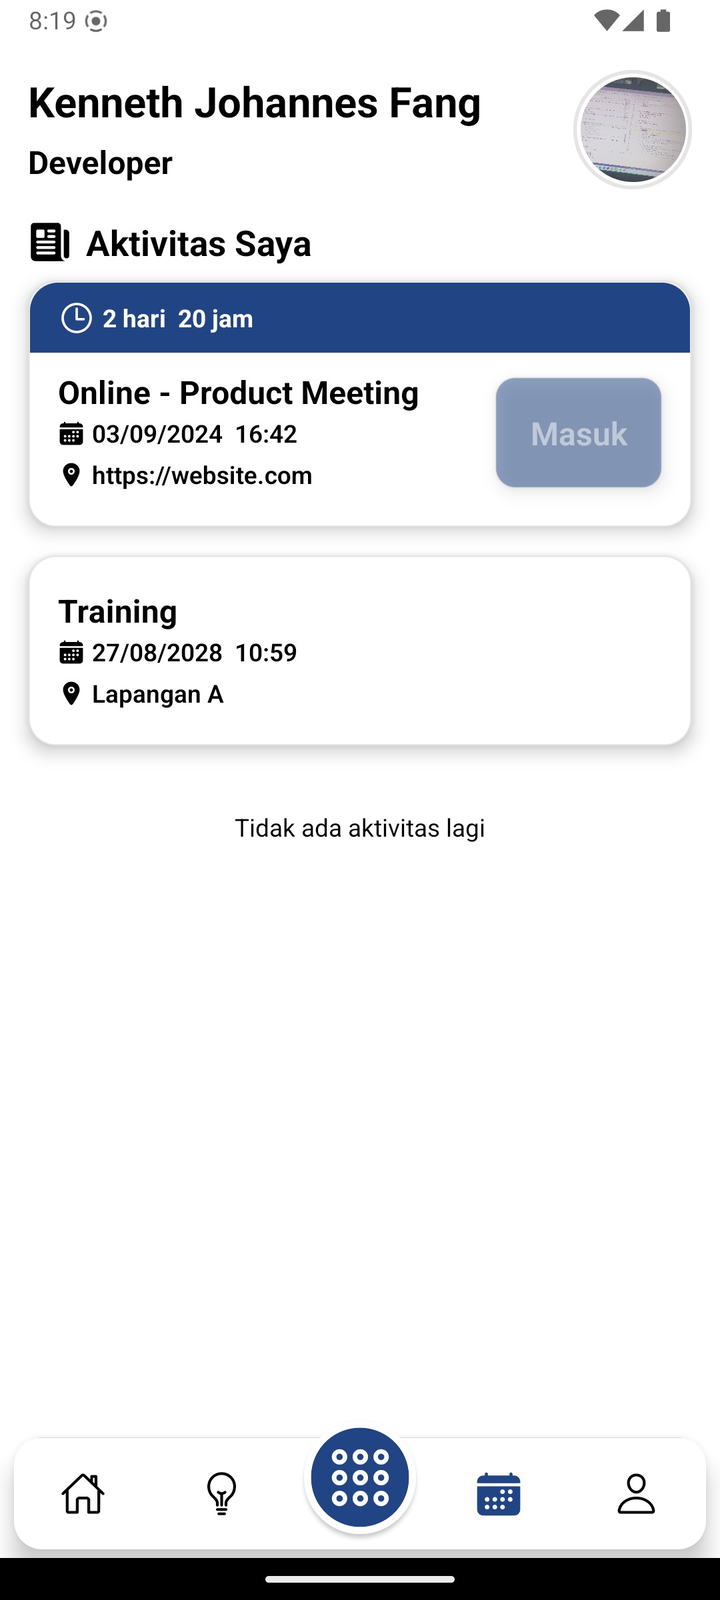 8:19
Kenneth Johannes Fang
Developer
Aktivitas Saya
2 hari 20 jam
Online - Product Meeting
03/09/2024 16:42
https://website.com
Masuk
Training
27/08/2028 10:59
Lapangan A
Tidak ada aktivitas lagi